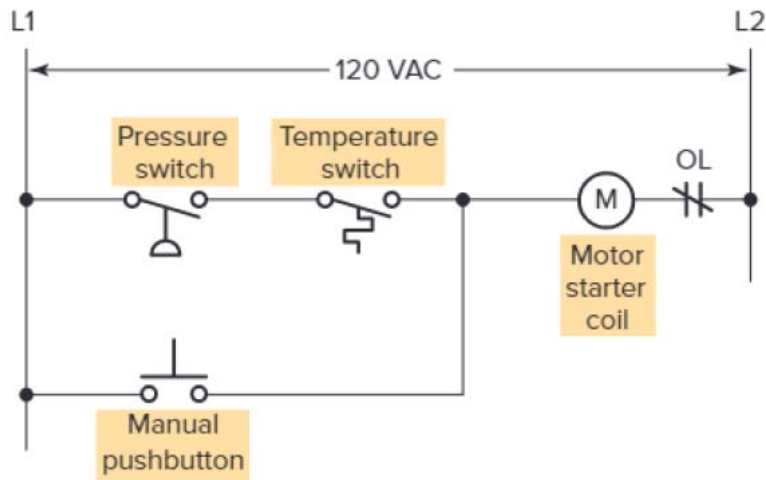 L1
L2
120 VAC
Pressure
switch
Temperature
switch
OL
M
Motor
starter
coil
Manual
pushbutton